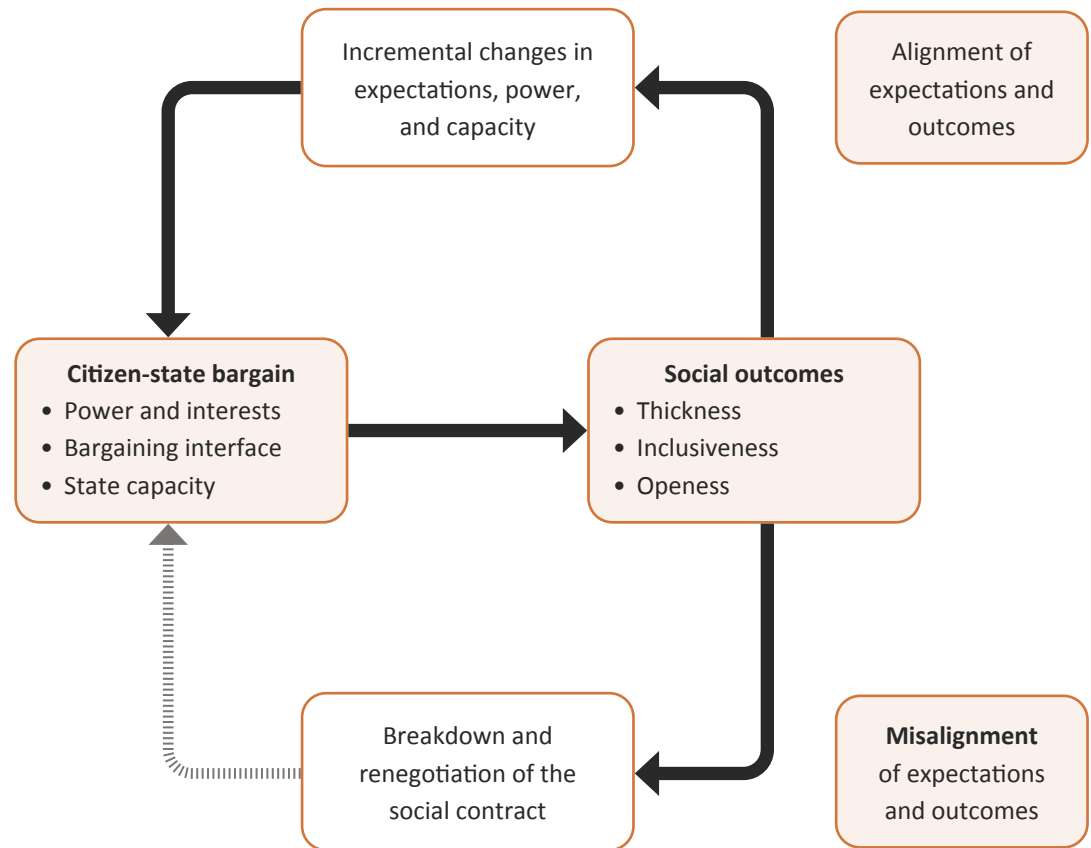 Incremental changes in
expectations, power,
and capacity
Alignment of
expectations and
outcomes
Citizen-state bargain
• Power and interests
• Bargaining interface
• State capacity
Social outcomes
• Thickness
• Inclusiveness
• Openess
Breakdown and
renegotiation of the
social contract
Misalignment
of expectations
and outcomes